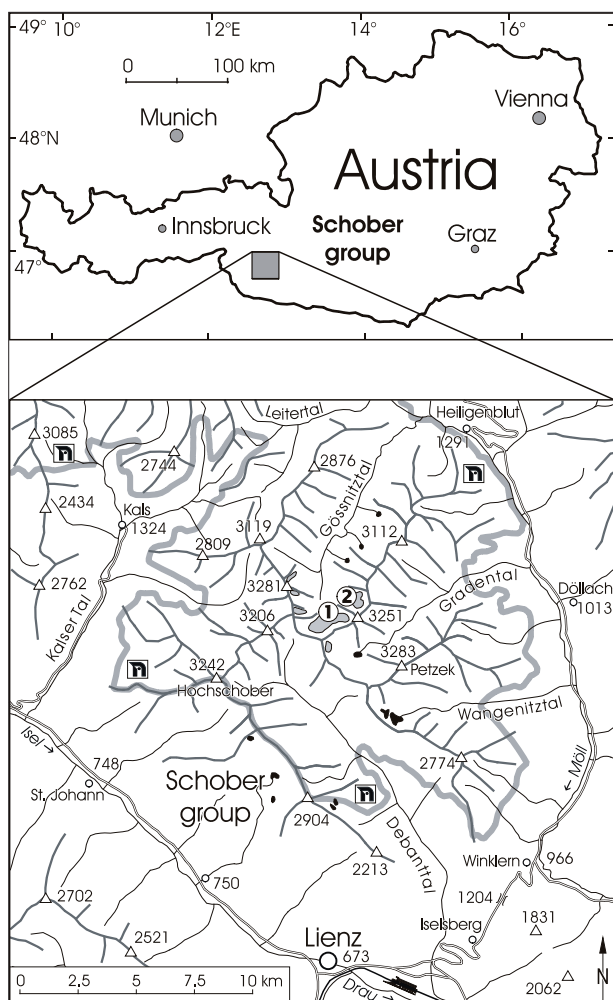 49° 10° 12°E 14° 16°
0 100 km
Munich
Vienna
48°N
Austria
Innsbruck
Schober
group
Graz
47°
Leitertal
Heiligenblut
1291
3085
2744
2876
Gössnitztal
2434
Kals
1324
3119
3112
2809
2762
3281
Gradental
Döllach
1013
Kalser Tal
1
2
3206
3251
3242
3283
Petzek
Hochschober
Wangenitztal
Isel →
748
2774
← Möll
St. Johann
Schober
group
2904
Debanttal
2213
Winklern
966
750
1204
2702
Iselsberg
1831
2521
Lienz
673
0 2.5 5 7.5 10 km
Drau →
2062
N